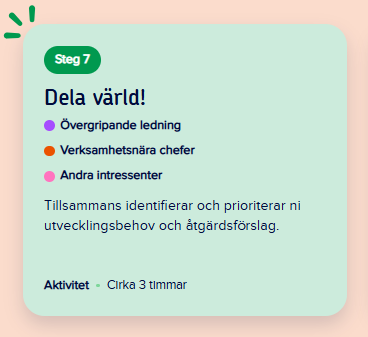 Steg 7
Dela värld!
Övergripande ledning
Verksamhetsnära chefer
Andra intressenter
Tillsammans identifierar och prioriterar ni
utvecklingsbehov och åtgärdsförslag.
Aktivitet • Cirka 3 timmar